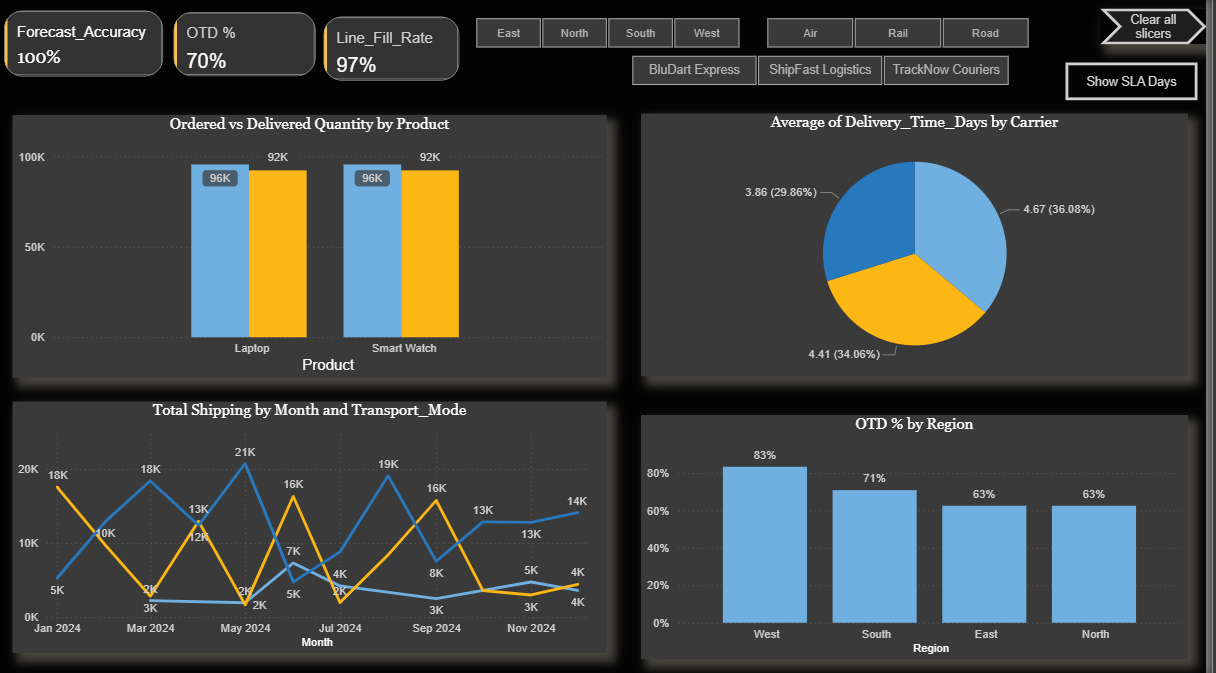 Forecast_Accuracy
100%
OTD %
70%
Line_Fill_Rate
97%
East North South West
Air Rail Road
Clear all
slicers
BluDart Express ShipFast Logistics TrackNow Couriers
Show SLA Days
Ordered vs Delivered Quantity by Product
100K
50K
0K
96K 92K 96K 92K
Laptop Smart Watch
Product
Average of Delivery_Time_Days by Carrier
3.86 (29.86%)
4.67 (36.08%)
4.41 (34.06%)
Total Shipping by Month and Transport_Mode
20K
10K
0K
18K 18K 21K 16K 19K 16K 13K 14K
10K 13K 12K 7K 4K 8K 13K 5K 4K
5K 2K 3K 2K 2K 5K 2K 3K 3K 4K
Jan 2024 Mar 2024 May 2024 Jul 2024 Sep 2024 Nov 2024
Month
OTD % by Region
80%
60%
40%
20%
0%
83% 71% 63% 63%
West South East North
Region